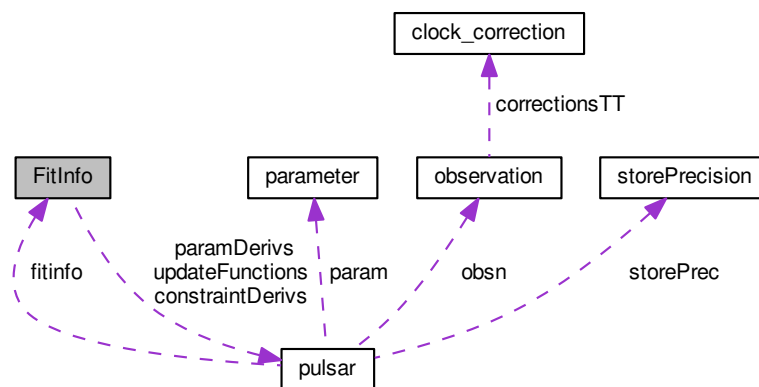 clock_correction
correctionsTT
FitInfo
parameter
observation
storePrecision
fitinfo
paramDerivs
updateFunctions
constraintDerivs
param
obsn
storePrec
pulsar